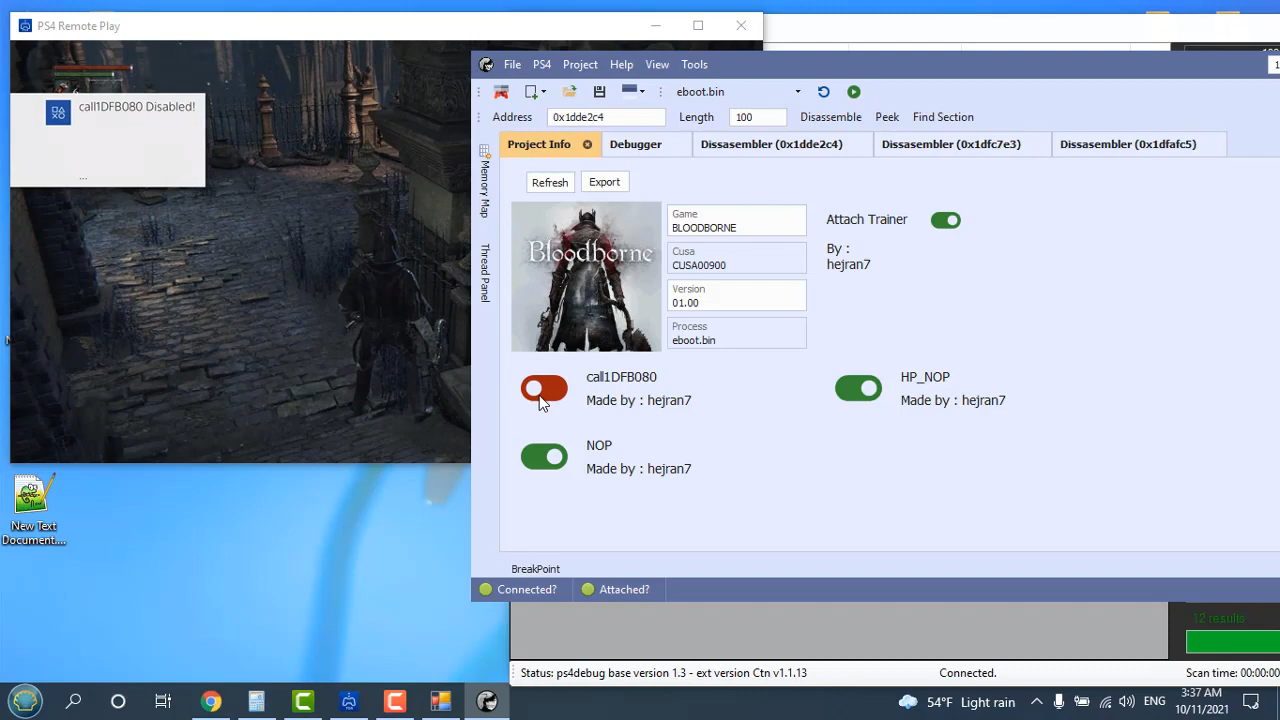 PS4 Remote Play
call1DFB080 Disabled!
...
File PS4 Project Help View Tools
eboot.bin
Address 0x1dde2c4 Length 100 Disassemble Peek Find Section
Project Info Debugger Dissasembler (0x1dde2c4) Dissasembler (0x1dfc7e3) Dissasembler (0x1dfafc5)
Memory Map
Thread Panel
Refresh Export
Bloodborne
Game
BLOODBORNE
Cusa
CUSA00900
Version
01.00
Process
eboot.bin
Attach Trainer
By :
hejran7
call1DFB080
Made by : hejran7
HP_NOP
Made by : hejran7
NOP
Made by : hejran7
BreakPoint
Connected? Attached?
New Text
Document....
12 results
Status: ps4debug base version 1.3 - ext version Ctn v1.1.13 Connected. Scan time: 00:00:00
54°F Light rain ENG 3:37 AM
10/11/2021